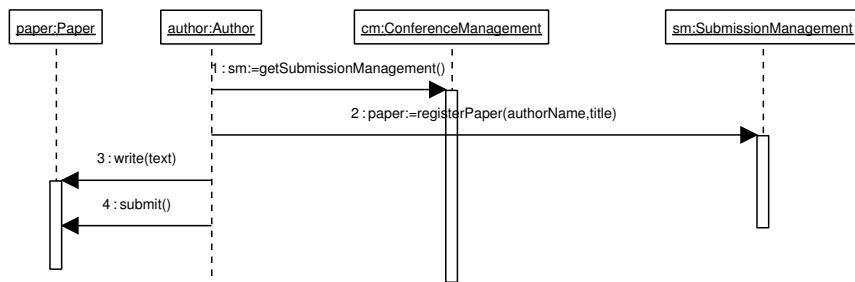 paper:Paper
author:Author
cm:ConferenceManagement
sm:SubmissionManagement
1 : sm:=getSubmissionManagement()
2 : paper:=registerPaper(authorName,title)
3 : write(text)
4 : submit()